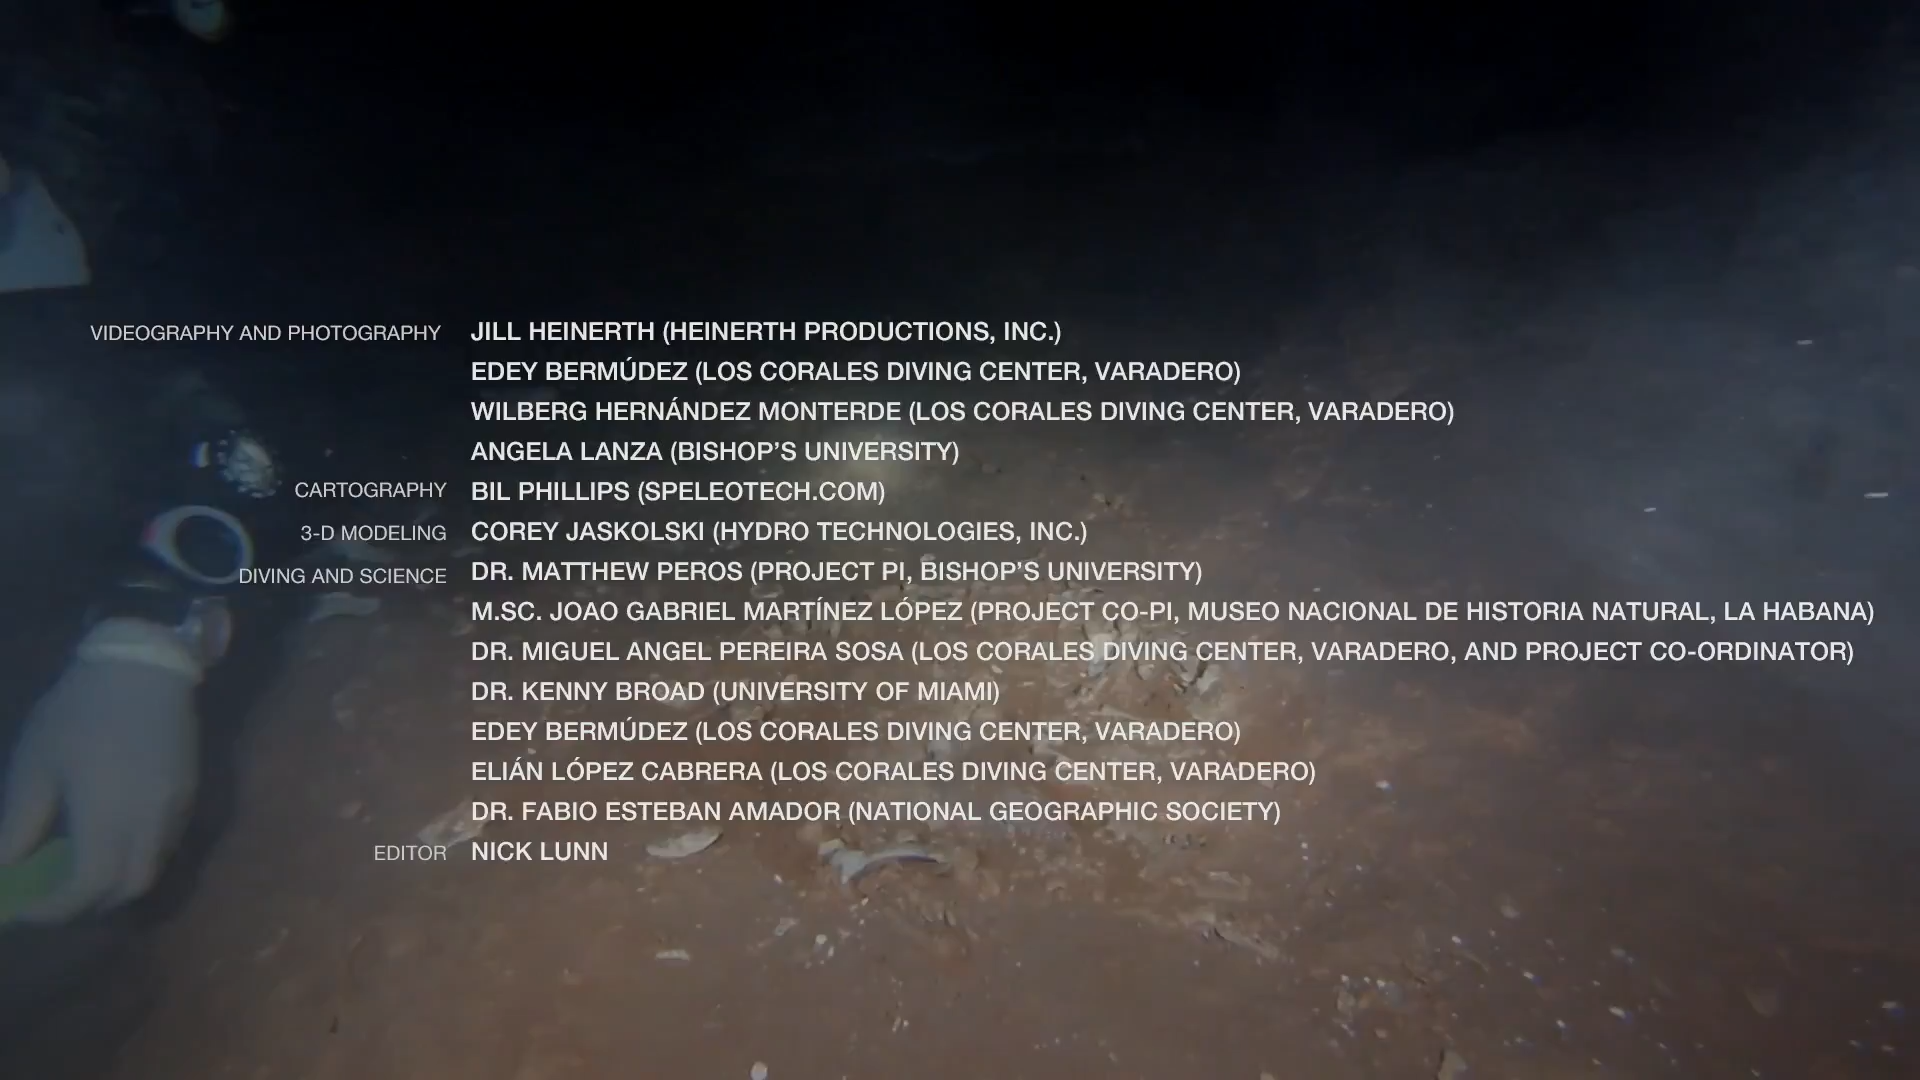 VIDEOGRAPHY AND PHOTOGRAPHY JILL HEINERTH (HEINERTH PRODUCTIONS, INC.)
EDEY BERMÚDEZ (LOS CORALES DIVING CENTER, VARADERO)
WILBERG HERNÁNDEZ MONTERDE (LOS CORALES DIVING CENTER, VARADERO)
ANGELA LANZA (BISHOP’S UNIVERSITY)
CARTOGRAPHY BIL PHILLIPS (SPELEOTECH.COM)
3-D MODELING COREY JASKOLSKI (HYDRO TECHNOLOGIES, INC.)
DIVING AND SCIENCE DR. MATTHEW PEROS (PROJECT PI, BISHOP’S UNIVERSITY)
M.SC. JOAO GABRIEL MARTÍNEZ LÓPEZ (PROJECT CO-PI, MUSEO NACIONAL DE HISTORIA NATURAL, LA HABANA)
DR. MIGUEL ANGEL PEREIRA SOSA (LOS CORALES DIVING CENTER, VARADERO, AND PROJECT CO-ORDINATOR)
DR. KENNY BROAD (UNIVERSITY OF MIAMI)
EDEY BERMÚDEZ (LOS CORALES DIVING CENTER, VARADERO)
ELIÁN LÓPEZ CABRERA (LOS CORALES DIVING CENTER, VARADERO)
DR. FABIO ESTEBAN AMADOR (NATIONAL GEOGRAPHIC SOCIETY)
EDITOR NICK LUNN